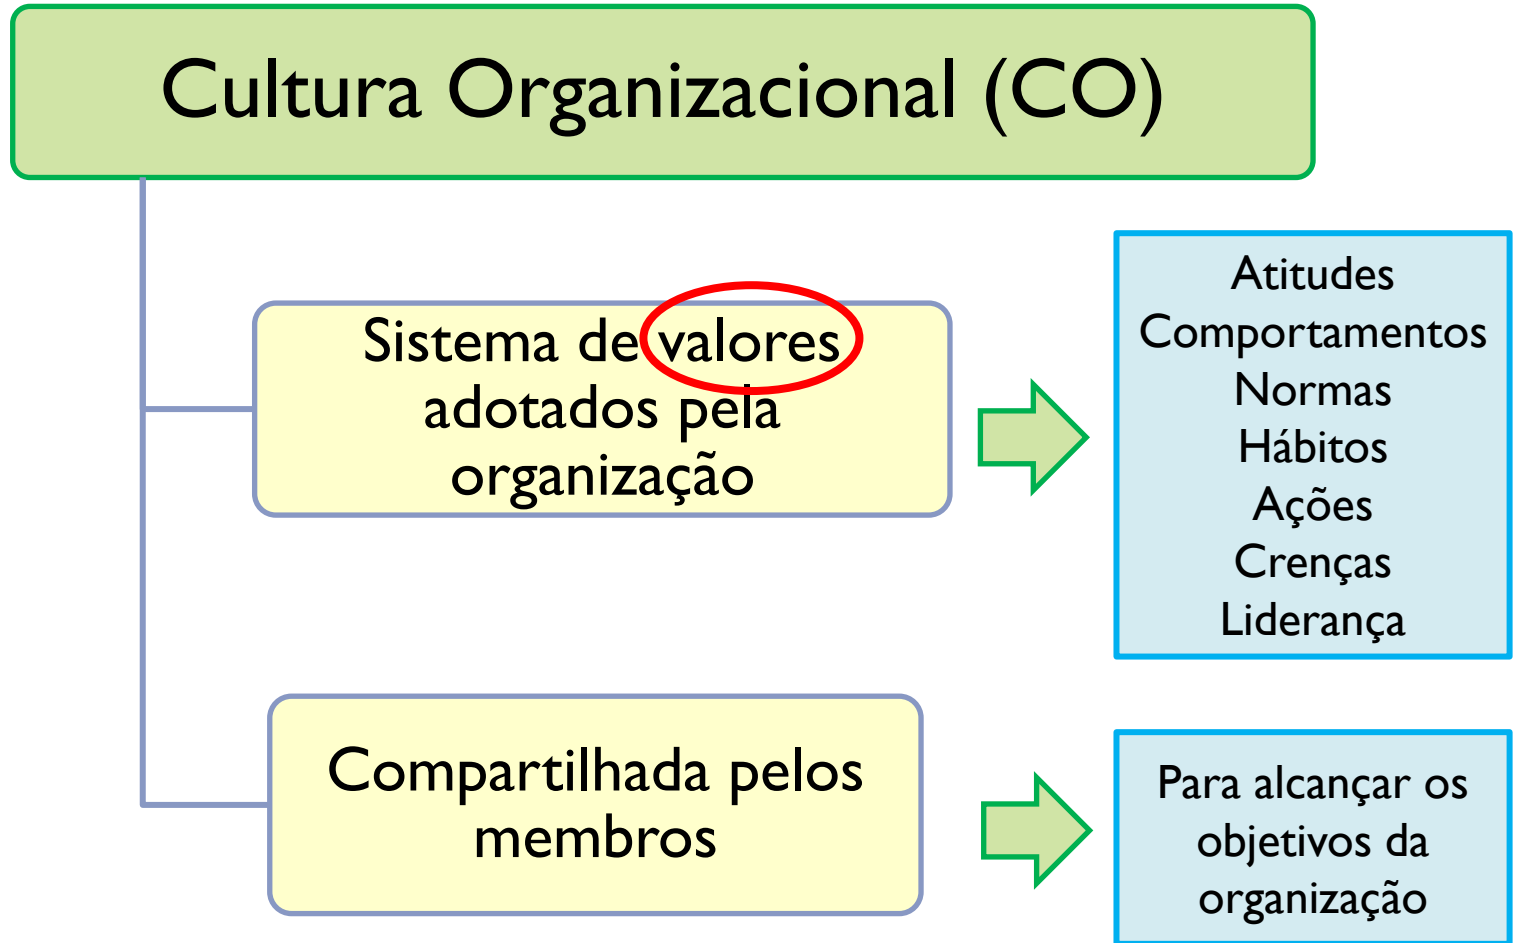 Cultura Organizacional (CO)
Sistema de valores
adotados pela
organização
Atitudes
Comportamentos
Normas
Hábitos
Ações
Crenças
Liderança
Compartilhada pelos
membros
Para alcançar os
objetivos da
organização